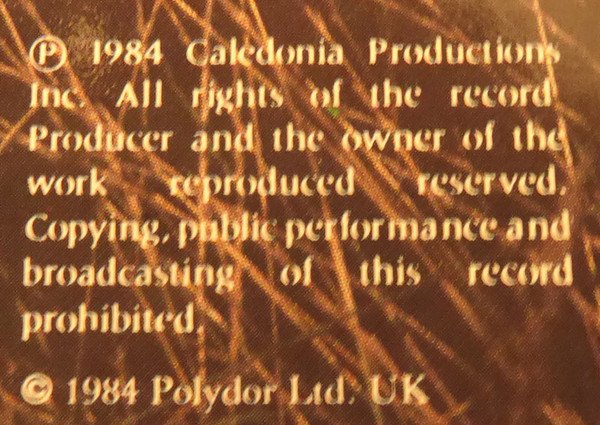 ℗ 1984 Caledonia Productions
Inc. All rights of the record
Producer and the owner of the
work reproduced reserved.
Copying, public performance and
broadcasting of this record
prohibited.
© 1984 Polydor Ltd. UK